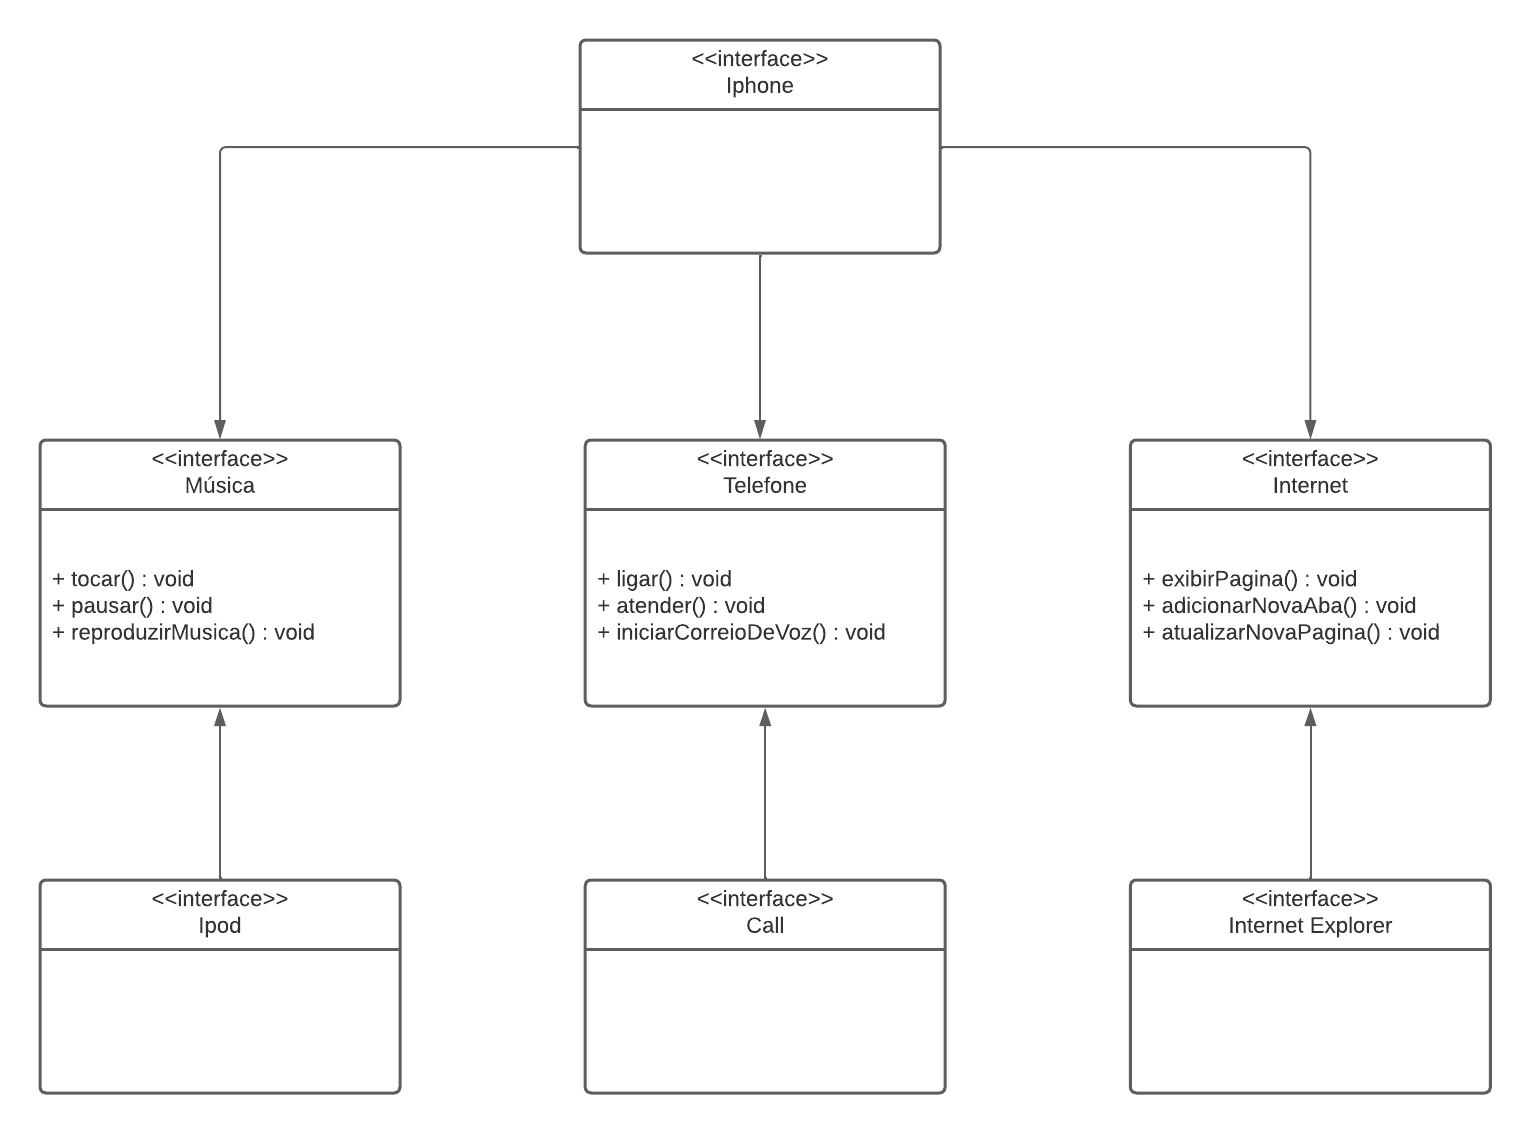 <<interface>>
Iphone
<<interface>>
Música
+ tocar() : void
+ pausar() : void
+ reproduzirMusica() : void
<<interface>>
Telefone
+ ligar() : void
+ atender() : void
+ iniciarCorreioDeVoz() : void
<<interface>>
Internet
+ exibirPagina() : void
+ adicionarNovaAba() : void
+ atualizarNovaPagina() : void
<<interface>>
Ipod
<<interface>>
Call
<<interface>>
Internet Explorer